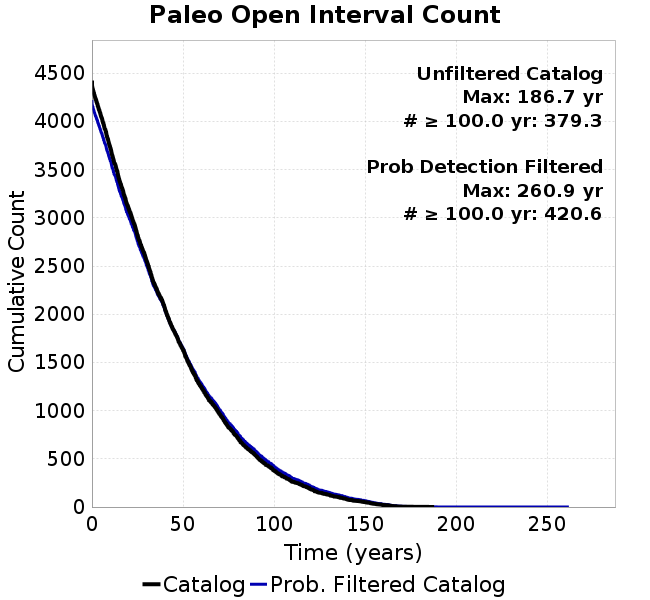 Paleo Open Interval Count
Unfiltered Catalog
Max: 186.7 yr
# ≥ 100.0 yr: 379.3
Prob Detection Filtered
Max: 260.9 yr
# ≥ 100.0 yr: 420.6
Cumulative Count
4500
4000
3500
3000
2500
2000
1500
1000
500
0
0 50 100 150 200 250
Time (years)
Catalog Prob. Filtered Catalog